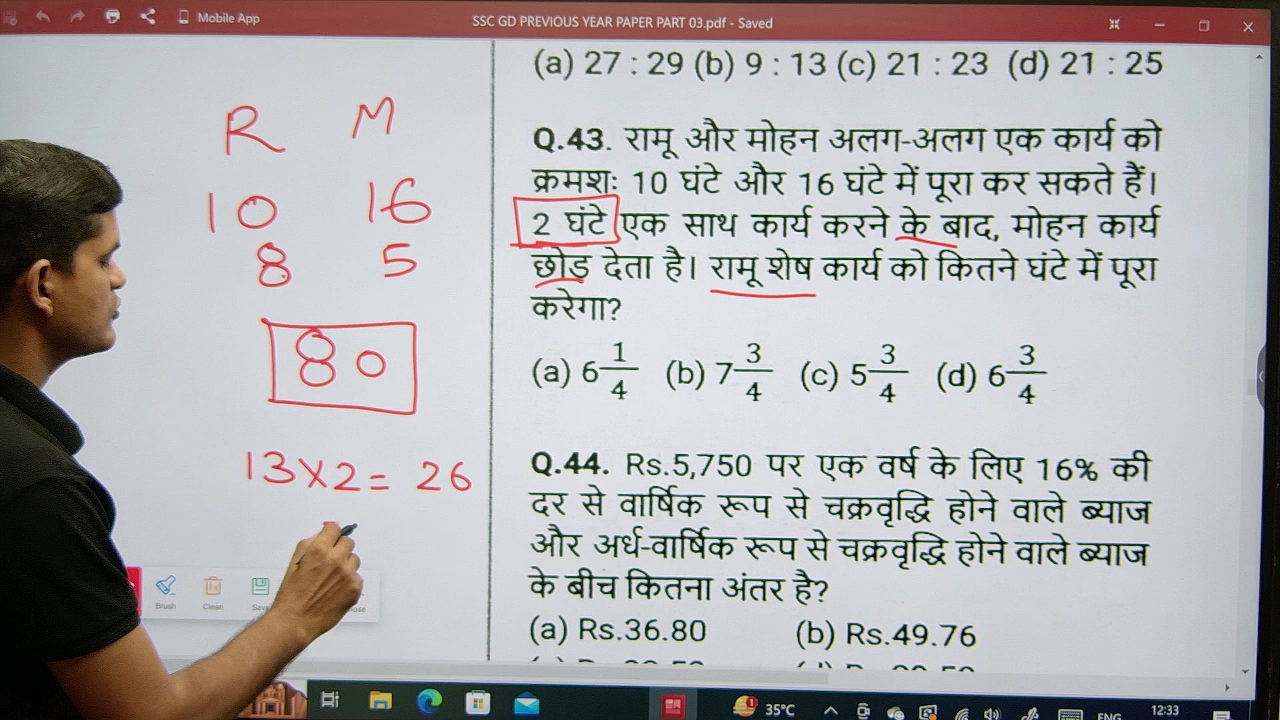 Mobile App
SSC GD PREVIOUS YEAR PAPER PART 03.pdf - Saved
(a) 27 : 29 (b) 9 : 13 (c) 21 : 23 (d) 21 : 25
R M
10 16
8 5
80
13×2= 26
Q.43. रामू और मोहन अलग-अलग एक कार्य को
क्रमशः 10 घंटे और 16 घंटे में पूरा कर सकते हैं।
2 घंटे एक साथ कार्य करने के बाद, मोहन कार्य
छोड़ देता है। रामू शेष कार्य को कितने घंटे में पूरा
करेगा?
(a) 6 1/4 (b) 7 3/4 (c) 5 3/4 (d) 6 3/4
Q.44. Rs.5,750 पर एक वर्ष के लिए 16% की
दर से वार्षिक रूप से चक्रवृद्धि होने वाले ब्याज
और अर्ध-वार्षिक रूप से चक्रवृद्धि होने वाले ब्याज
के बीच कितना अंतर है?
(a) Rs.36.80 (b) Rs.49.76
Brush Clean Save
35°C
ENG
12:33